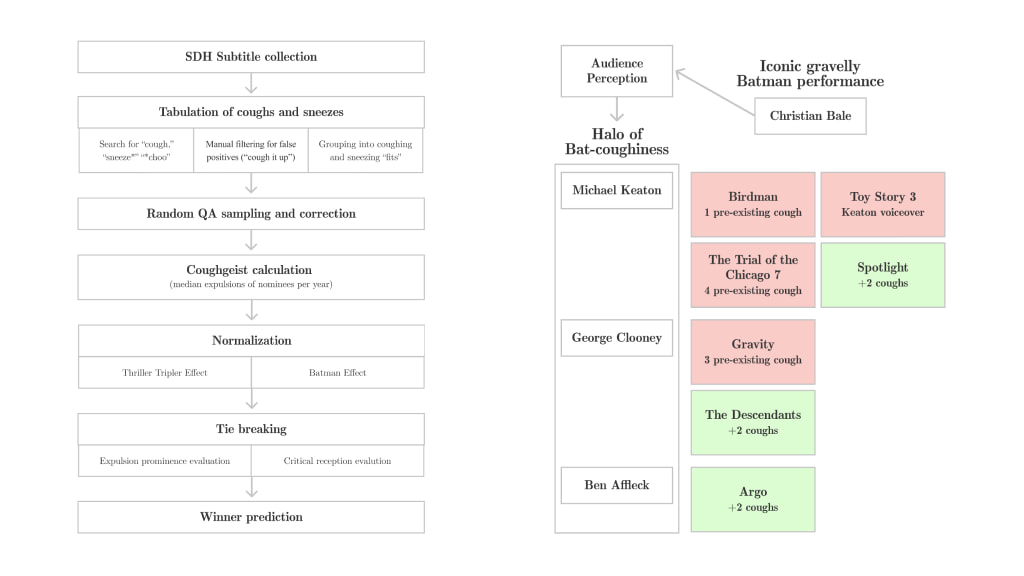 SDH Subtitle collection
Tabulation of coughs and sneezes
Search for “cough,”
“sneeze*” “*choo”
Manual filtering for false
positives (“cough it up”)
Grouping into coughing
and sneezing “fits”
Random QA sampling and correction
Coughgeist calculation
(median expulsions of nominees per year)
Normalization
Thriller Tripler Effect
Batman Effect
Tie breaking
Expulsion prominence evaluation
Critical reception evalution
Winner prediction
Audience
Perception
Iconic gravelly
Batman performance
Christian Bale
Halo of
Bat-coughiness
Michael Keaton
Birdman
1 pre-existing cough
Toy Story 3
Keaton voiceover
The Trial of the
Chicago 7
4 pre-existing cough
Spotlight
+2 coughs
George Clooney
Gravity
3 pre-existing cough
The Descendants
+2 coughs
Ben Affleck
Argo
+2 coughs